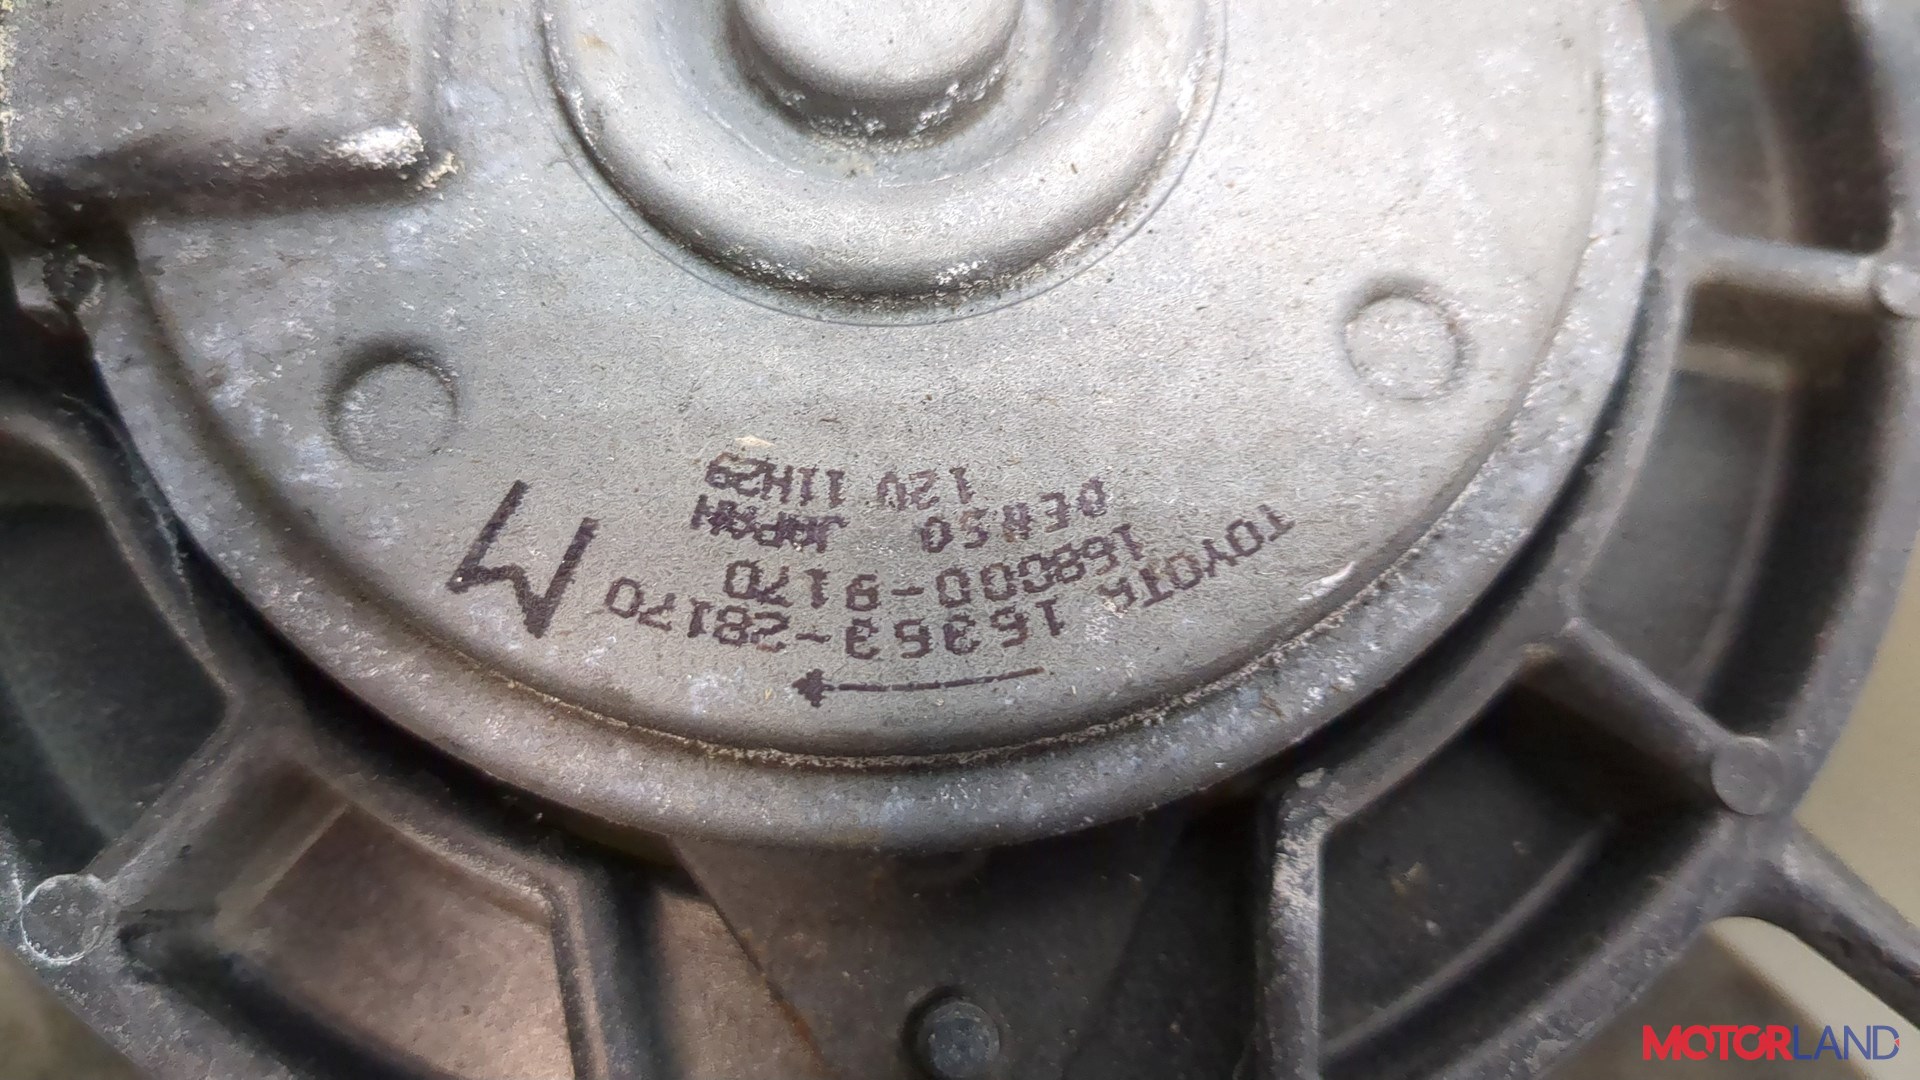 TOYOTA 16363-28170
168000-9170
DENSO JAPAN
12V 11H29
M
MOTORLAND